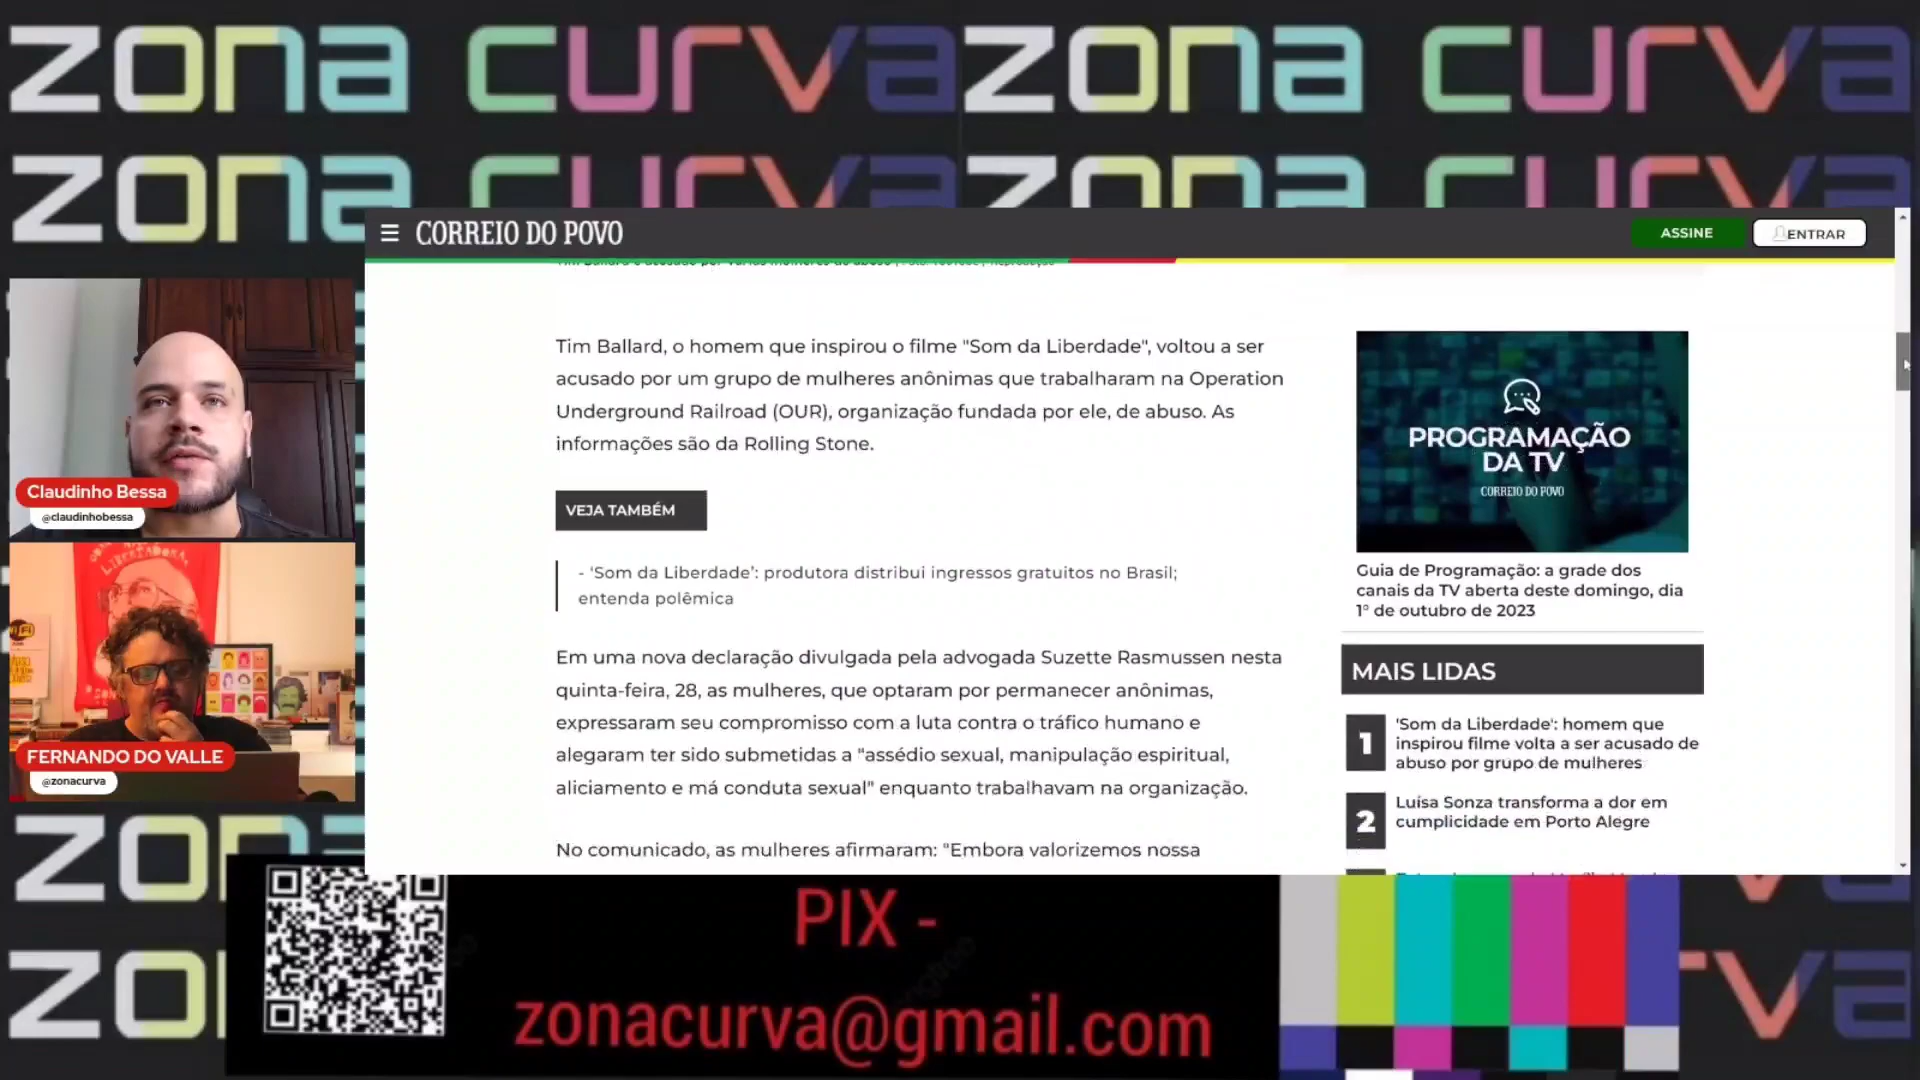 zona curva zona curva
zona curva zona curva
CORREIO DO POVO
ASSINE
ENTRAR
Tim Ballard, o homem que inspirou o filme "Som da Liberdade", voltou a ser
acusado por um grupo de mulheres anônimas que trabalharam na Operation
Underground Railroad (OUR), organização fundada por ele, de abuso. As
informações são da Rolling Stone.
VEJA TAMBÉM
- ‘Som da Liberdade’: produtora distribui ingressos gratuitos no Brasil;
entenda polêmica
Em uma nova declaração divulgada pela advogada Suzette Rasmussen nesta
quinta-feira, 28, as mulheres, que optaram por permanecer anônimas,
expressaram seu compromisso com a luta contra o tráfico humano e
alegaram ter sido submetidas a "assédio sexual, manipulação espiritual,
aliciamento e má conduta sexual" enquanto trabalhavam na organização.
No comunicado, as mulheres afirmaram: "Embora valorizemos nossa
PROGRAMAÇÃO
DA TV
CORREIO DO POVO
Guia de Programação: a grade dos
canais da TV aberta deste domingo, dia
1° de outubro de 2023
MAIS LIDAS
1
'Som da Liberdade': homem que
inspirou filme volta a ser acusado de
abuso por grupo de mulheres
2
Luísa Sonza transforma a dor em
cumplicidade em Porto Alegre
Claudinho Bessa
@claudinhobessa
LIBERTADORA
FERNANDO DO VALLE
@zonacurva
PIX -
zonacurva@gmail.com